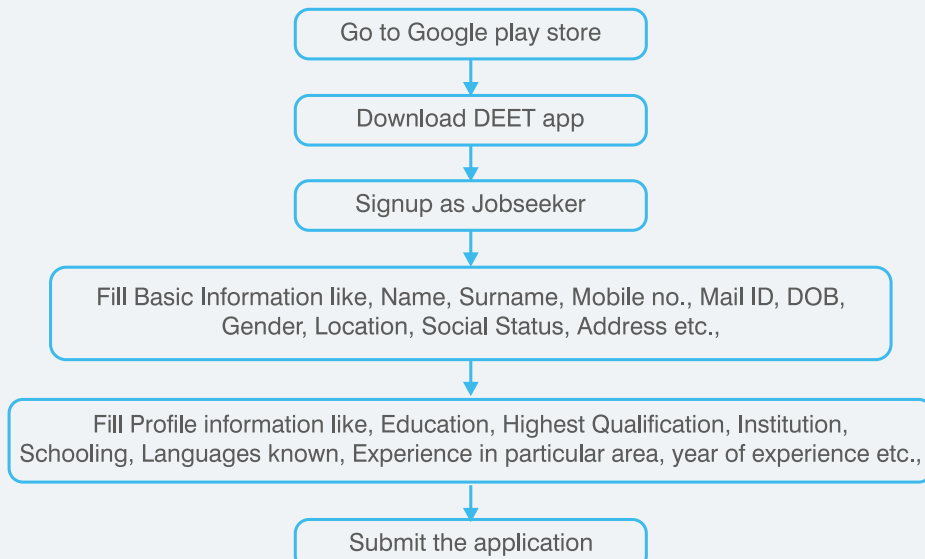 Go to Google play store
Download DEET app
Signup as Jobseeker
Fill Basic Information like, Name, Surname, Mobile no., Mail ID, DOB,
Gender, Location, Social Status, Address etc.,
Fill Profile information like, Education, Highest Qualification, Institution,
Schooling, Languages known, Experience in particular area, year of experience etc.,
Submit the application